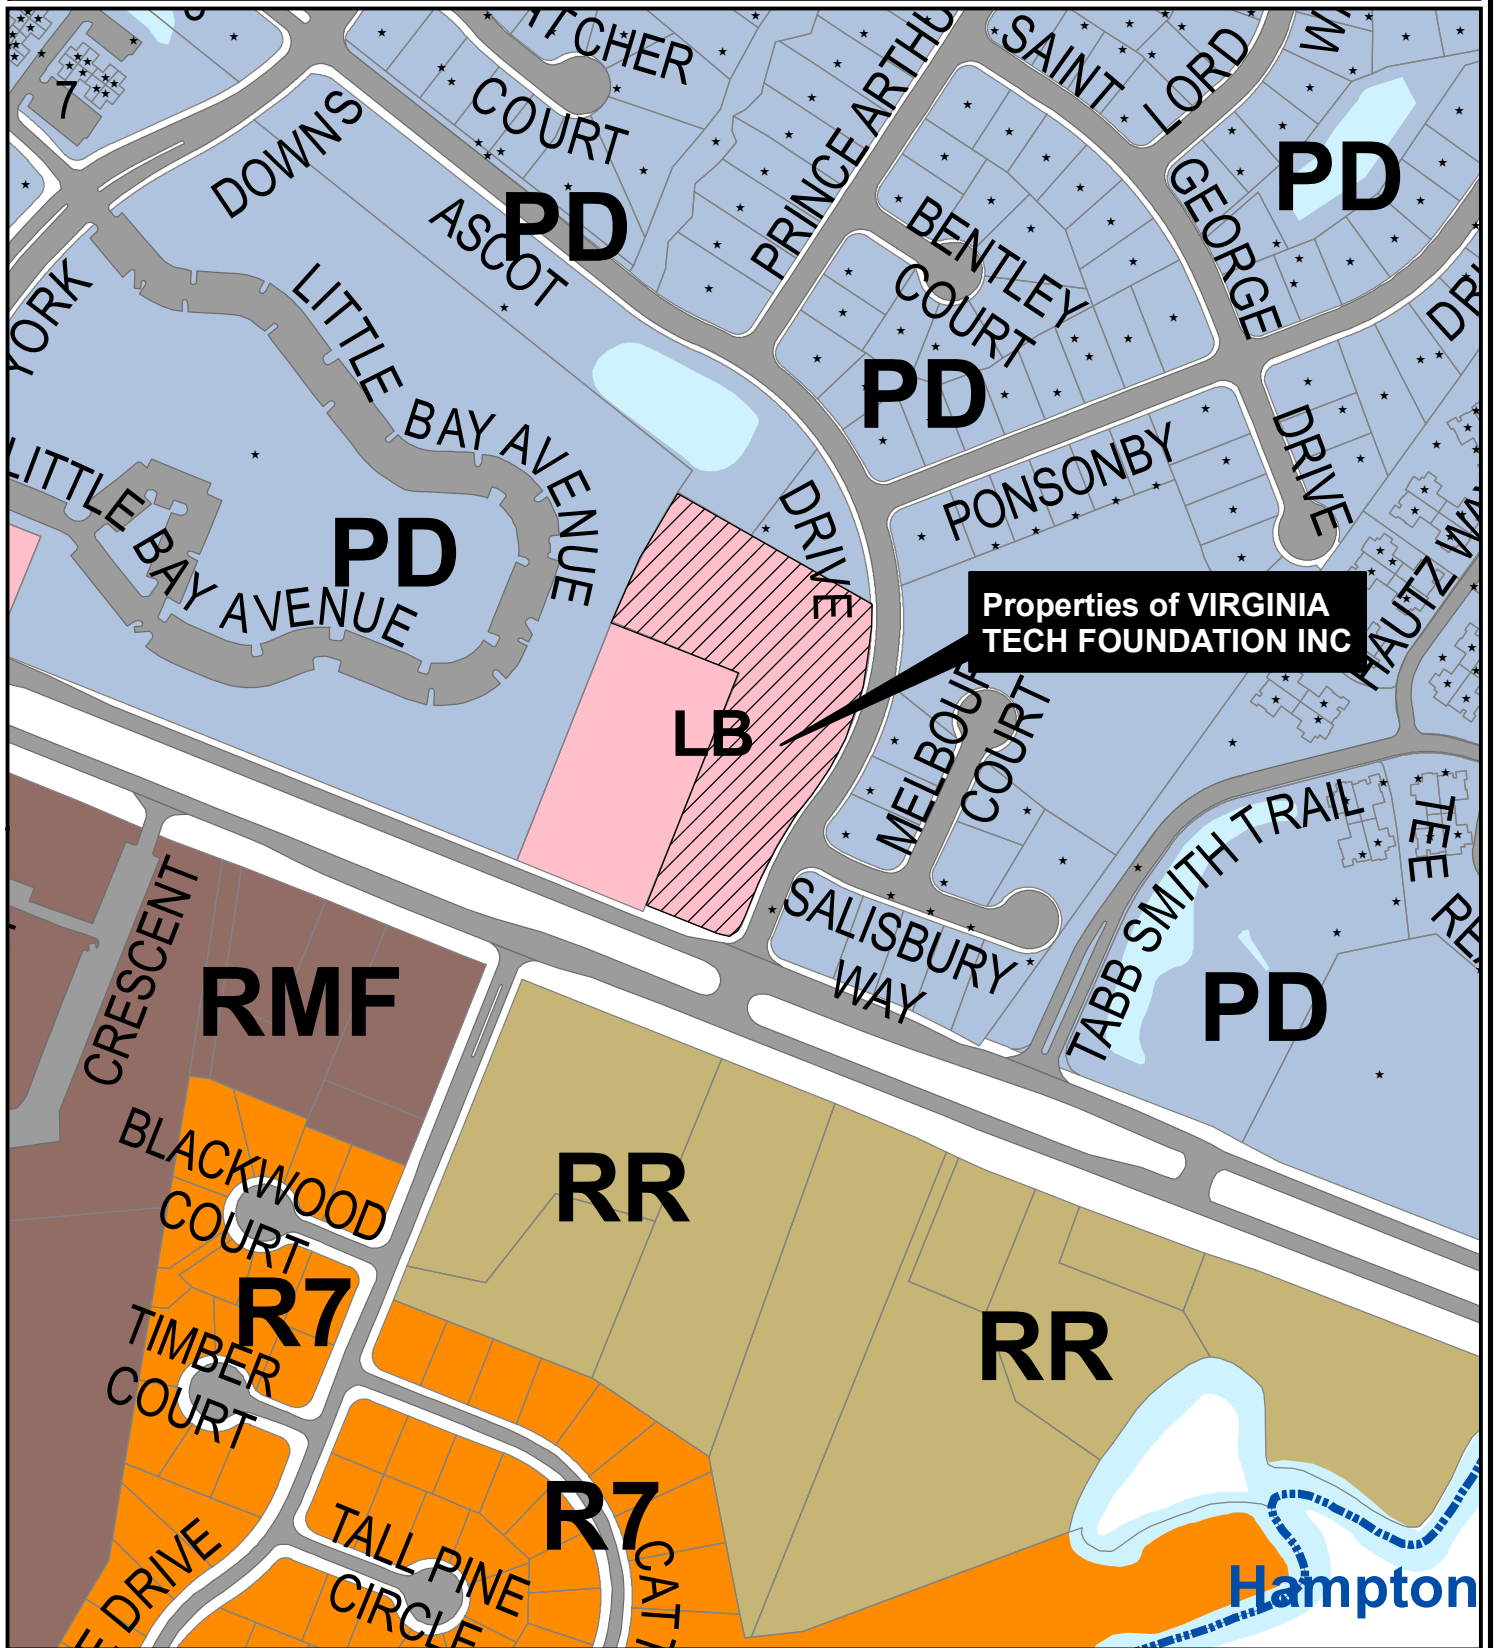 COURT
SAINT
LORD
7
DOWNS
PRINCE ARTHU
PD
PD
ASCOT
GEORGE
BENTLEY
COURT
YORK
LITTLE
BAY AVENUE
PD
DRIVE
PONSONBY
DRIVE
LITTLE BAY AVENUE
PD
HAUTZ WA
Properties of VIRGINIA
TECH FOUNDATION INC
LB
COURT
TABB SMITH TRAIL
TEE
SALISBURY
WAY
CRESCENT
RMF
PD
BLACKWOOD
COURT
RR
R7
TIMBER
COURT
RR
R7
TALL PINE
CIRCLE
DRIVE
Hampton